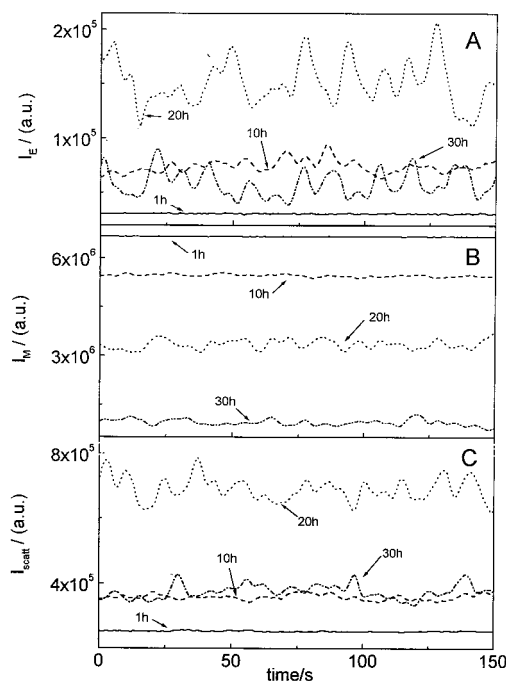 A
2x10⁵
20h
10h
30h
I_E / (a.u.)
1x10⁵
1h
B
6x10⁶
1h
10h
I_M / (a.u.)
20h
3x10⁶
30h
C
8x10⁵
20h
I_scatt / (a.u.)
10h
30h
4x10⁵
1h
0
50
100
150
time/s